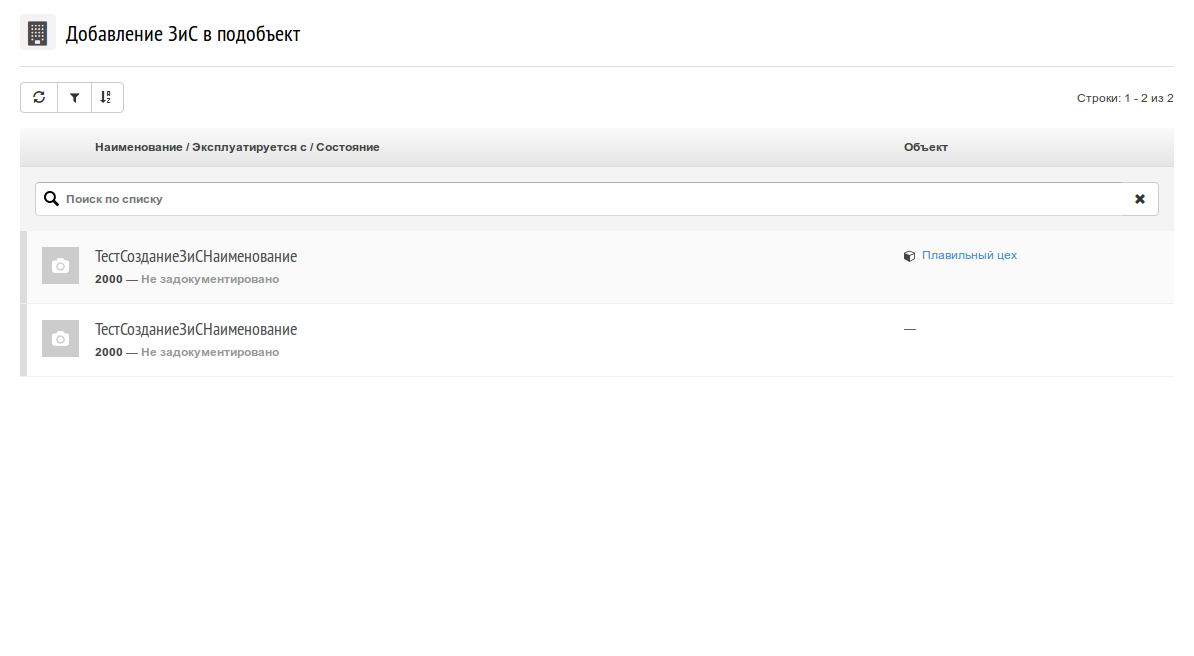 Добавление ЗиС в подобъект
Строки: 1 - 2 из 2
Наименование / Эксплуатируется с / Состояние Объект
Поиск по списку
ТестСозданиеЗиСНаименование Плавильный цех
2000 — Не задокументировано
ТестСозданиеЗиСНаименование —
2000 — Не задокументировано